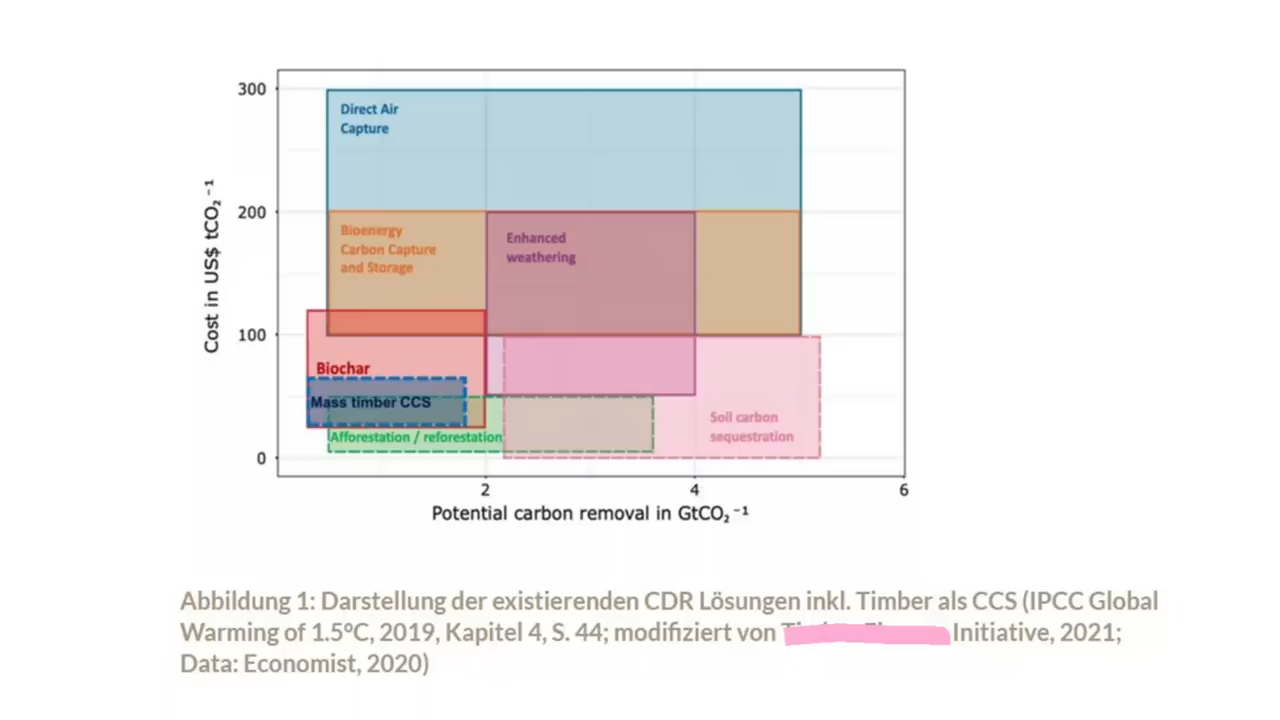 300
Direct Air
Capture
200
Bioenergy
Carbon Capture
and Storage
Enhanced
weathering
100
Biochar
Mass timber CCS
Afforestation / reforestation
Soil carbon
sequestration
0
2
4
6
Cost in US$ tCO₂⁻¹
Potential carbon removal in GtCO₂⁻¹
Abbildung 1: Darstellung der existierenden CDR Lösungen inkl. Timber als CCS (IPCC Global
Warming of 1.5°C, 2019, Kapitel 4, S. 44; modifiziert von Initiative, 2021;
Data: Economist, 2020)